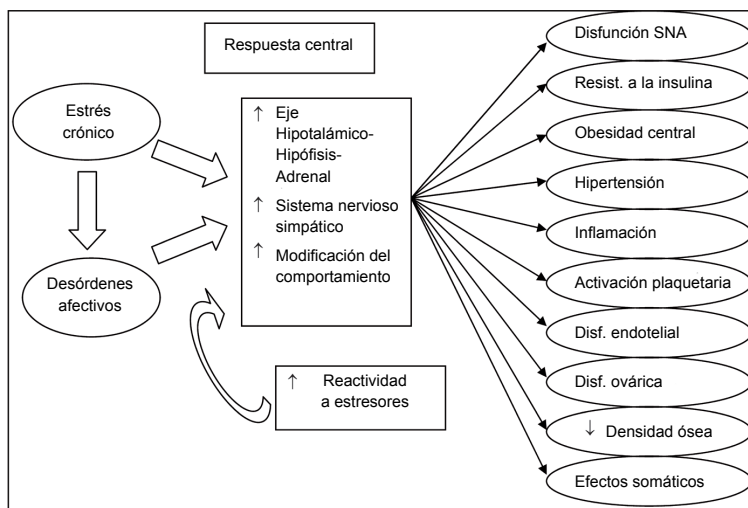 Respuesta central
Estrés
crónico
Desórdenes
afectivos
↑ Eje
Hipotalámico-
Hipófisis-
Adrenal
↑ Sistema nervioso
simpático
↑ Modificación del
comportamiento
↑ Reactividad
a estresores
Disfunción SNA
Resist. a la insulina
Obesidad central
Hipertensión
Inflamación
Activación plaquetaria
Disf. endotelial
Disf. ovárica
↓ Densidad ósea
Efectos somáticos